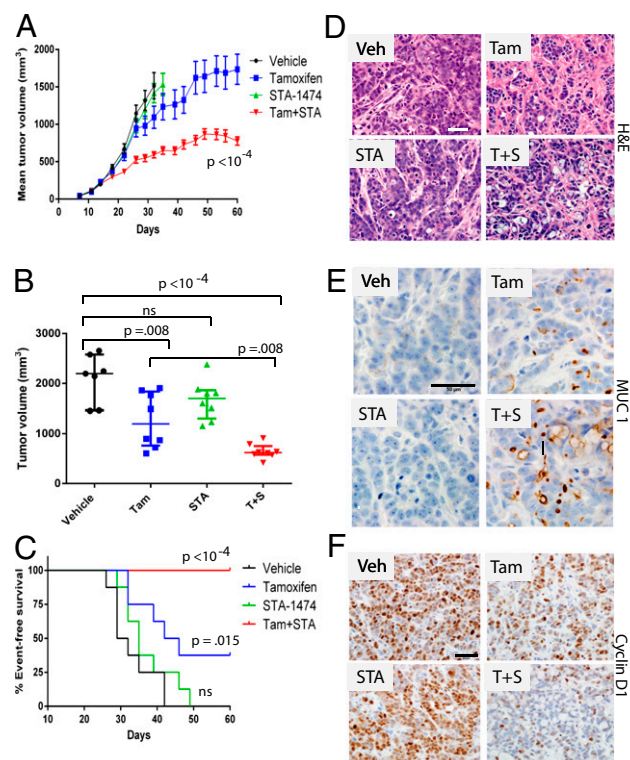 A
Mean tumor volume (mm³)
2000
1500
1000
500
0
0 10 20 30 40 50 60
Days
Vehicle
Tamoxifen
STA-1474
Tam+STA
p <10⁻⁴
B
Tumor volume (mm³)
3000
2000
1000
0
p <10 ⁻⁴
ns
p =.008
p =.008
Vehicle
Tam
STA
T+S
C
% Event-free survival
100
75
50
25
0
10 20 30 40 50 60
Days
p <10⁻⁴
Vehicle
Tamoxifen
STA-1474
Tam+STA
p =.015
ns
D
Veh
Tam
STA
T+S
H&E
E
Veh
Tam
STA
T+S
MUC 1
F
Veh
Tam
STA
T+S
Cyclin D1